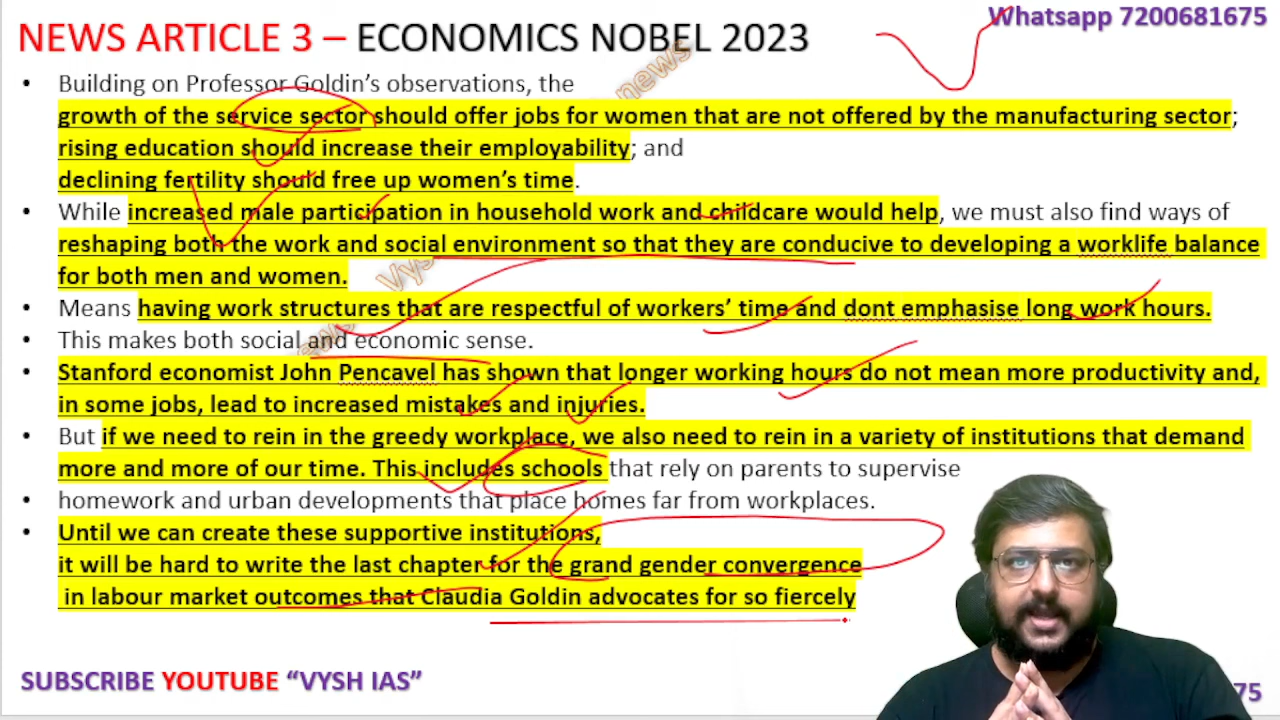 Whatsapp 7200681675
NEWS ARTICLE 3 – ECONOMICS NOBEL 2023
• Building on Professor Goldin's observations, the
growth of the service sector should offer jobs for women that are not offered by the manufacturing sector;
rising education should increase their employability; and
declining fertility should free up women's time.
• While increased male participation in household work and childcare would help, we must also find ways of
reshaping both the work and social environment so that they are conducive to developing a worklife balance
for both men and women.
• Means having work structures that are respectful of workers' time and dont emphasise long work hours.
• This makes both social and economic sense.
• Stanford economist John Pencavel has shown that longer working hours do not mean more productivity and,
in some jobs, lead to increased mistakes and injuries.
• But if we need to rein in the greedy workplace, we also need to rein in a variety of institutions that demand
more and more of our time. This includes schools that rely on parents to supervise
• homework and urban developments that place homes far from workplaces.
• Until we can create these supportive institutions,
it will be hard to write the last chapter for the grand gender convergence
in labour market outcomes that Claudia Goldin advocates for so fiercely
news
SUBSCRIBE YOUTUBE “VYSH IAS”
75